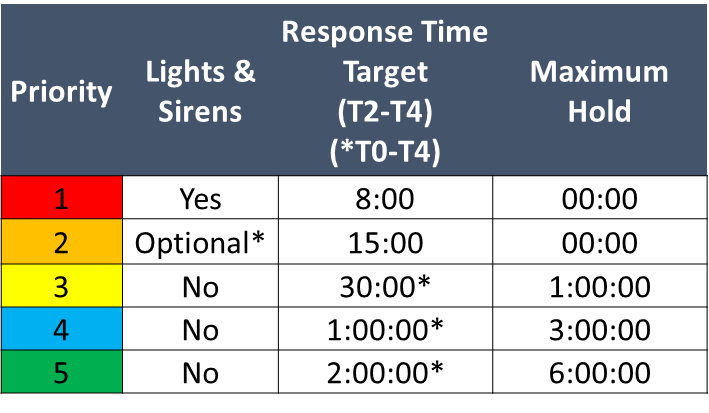 Priority
Lights &
Sirens
Response Time
Target
(T2-T4)
(*T0-T4)
Maximum
Hold
1 Yes 8:00 00:00
2 Optional* 15:00 00:00
3 No 30:00* 1:00:00
4 No 1:00:00* 3:00:00
5 No 2:00:00* 6:00:00